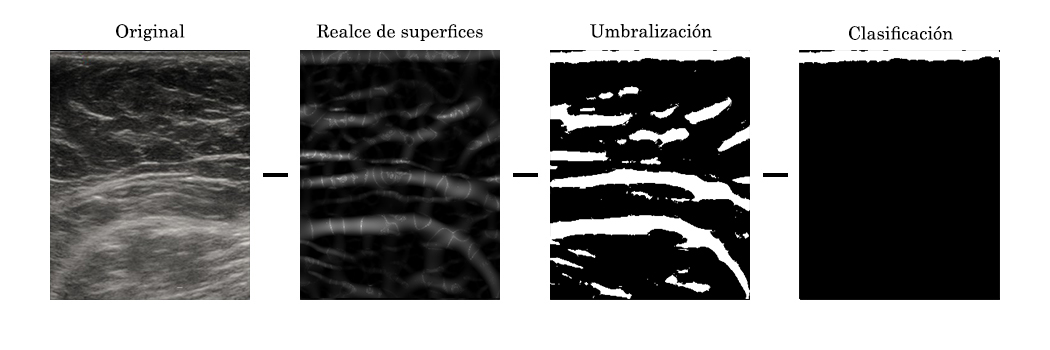 Original
Realce de superfices
Umbralización
Clasificación